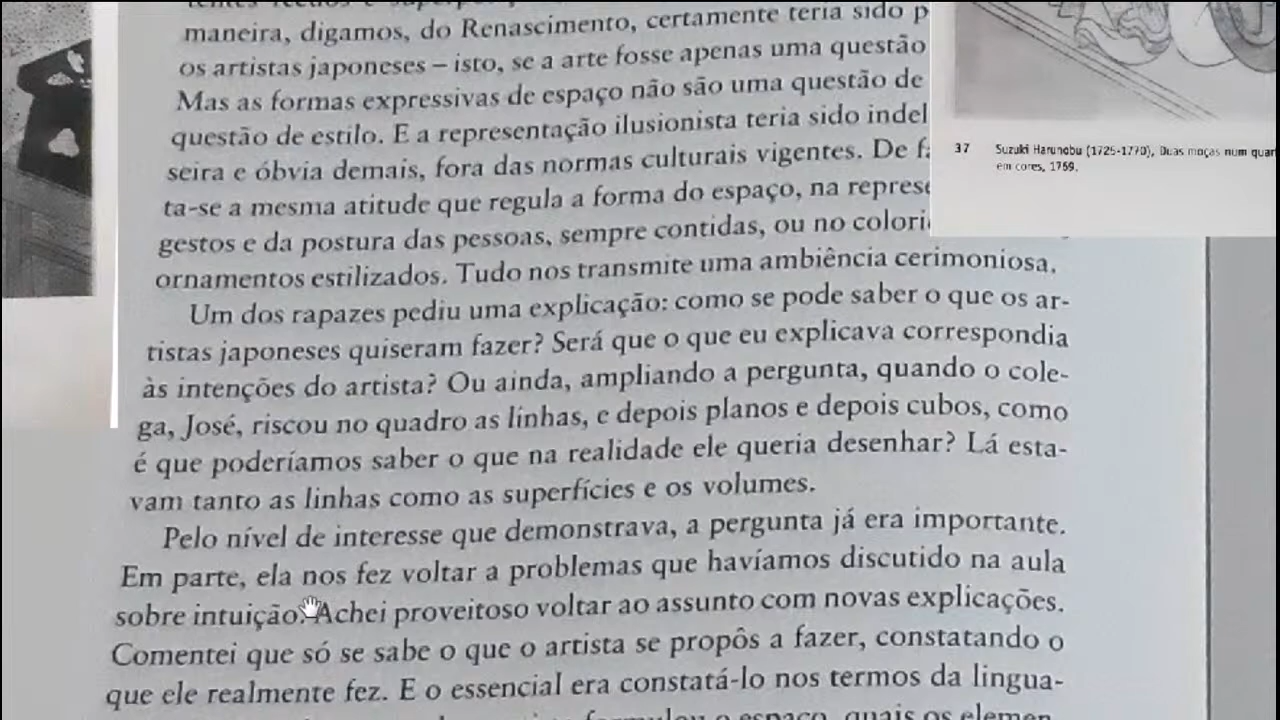 maneira, digamos, do Renascimento, certamente teria sido p
os artistas japoneses – isto, se a arte fosse apenas uma questão
Mas as formas expressivas de espaço não são uma questão de
questão de estilo. E a representação ilusionista teria sido indel
seira e óbvia demais, fora das normas culturais vigentes. De fa
ta-se a mesma atitude que regula a forma do espaço, na represe
gestos e da postura das pessoas, sempre contidas, ou no colori
ornamentos estilizados. Tudo nos transmite uma ambiência cerimoniosa.
Um dos rapazes pediu uma explicação: como se pode saber o que os ar-
tistas japoneses quiseram fazer? Será que o que eu explicava correspondia
às intenções do artista? Ou ainda, ampliando a pergunta, quando o cole-
ga, José, riscou no quadro as linhas, e depois planos e depois cubos, como
é que poderíamos saber o que na realidade ele queria desenhar? Lá esta-
vam tanto as linhas como as superfícies e os volumes.
Pelo nível de interesse que demonstrava, a pergunta já era importante.
Em parte, ela nos fez voltar a problemas que havíamos discutido na aula
sobre intuição. Achei proveitoso voltar ao assunto com novas explicações.
Comentei que só se sabe o que o artista se propôs a fazer, constatando o
que ele realmente fez. E o essencial era constatá-lo nos termos da lingua-
formulou o espaço, quais os elemen-
37 Suzuki Harunobu (1725-1770), Duas moças num quar
em cores, 1769.